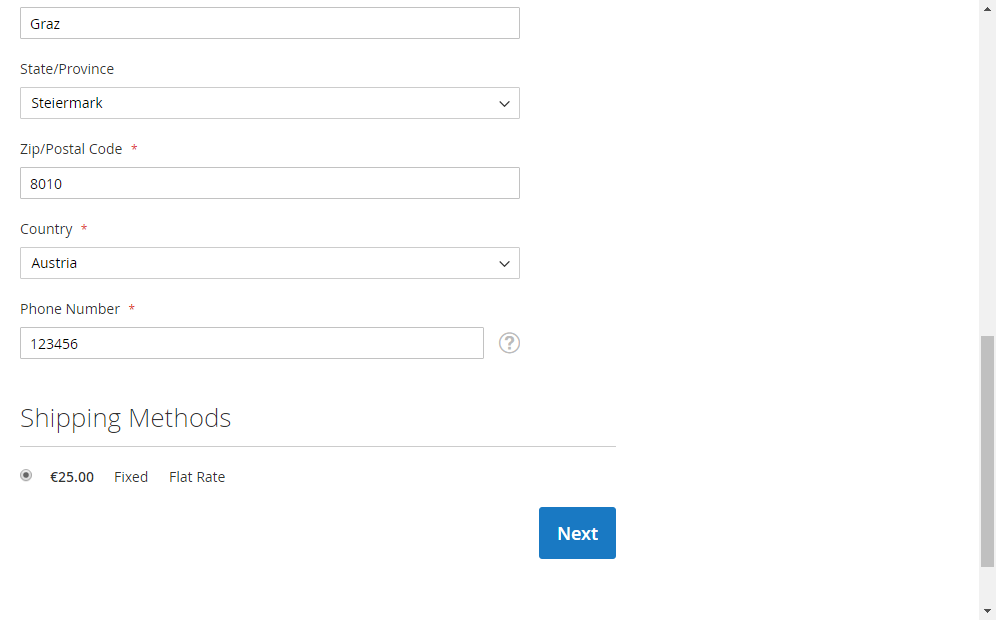 Graz
State/Province
Steiermark
Zip/Postal Code *
8010
Country *
Austria
Phone Number *
123456 ?
Shipping Methods
€25.00 Fixed Flat Rate
Next